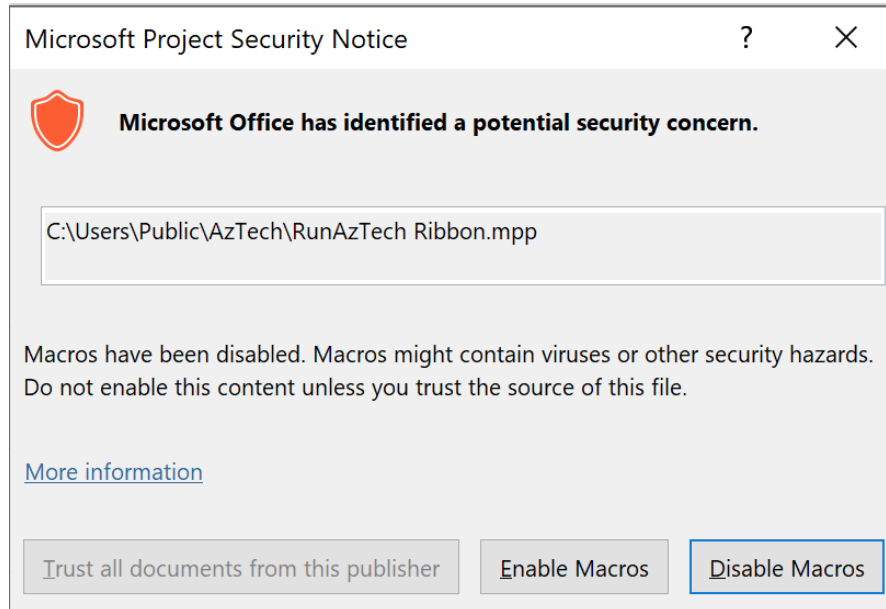 Microsoft Project Security Notice ?
Microsoft Office has identified a potential security concern.
C:\Users\Public\AzTech\RunAzTech Ribbon.mpp
Macros have been disabled. Macros might contain viruses or other security hazards.
Do not enable this content unless you trust the source of this file.
More information
Trust all documents from this publisher Enable Macros Disable Macros